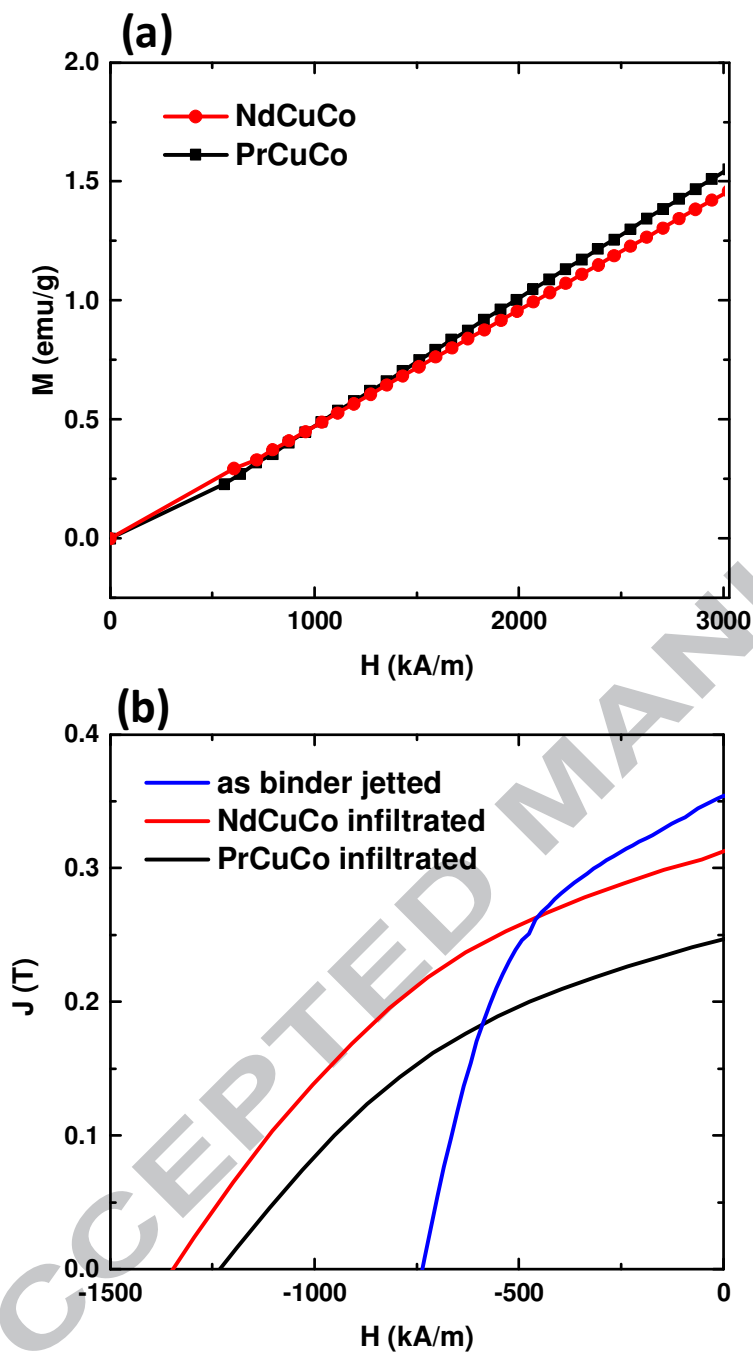 (a)
2.0
1.5
1.0
0.5
0.0
M (emu/g)
NdCuCo
PrCuCo
0 1000 2000 3000
H (kA/m)
(b)
0.4
0.3
0.2
0.1
0.0
J (T)
as binder jetted
NdCuCo infiltrated
PrCuCo infiltrated
-1500 -1000 -500 0
H (kA/m)
CCEPTED MAN